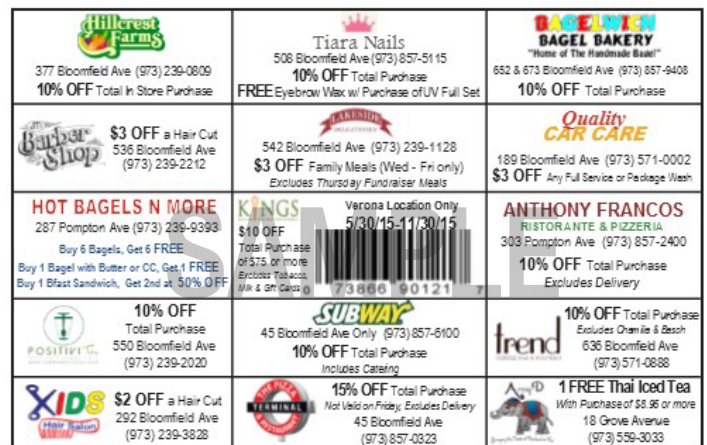 Hillcrest
Farms
377 Bloomfield Ave (973) 239-0809
10% OFF Total In Store Purchase
Tiara Nails
508 Bloomfield Ave (973) 857-5115
10% OFF Total Purchase
FREE Eyebrow Wax w/ Purchase of UV Full Set
BAGELWICH
BAGEL BAKERY
"Home of The Handmade Bagel"
652 & 673 Bloomfield Ave (973) 857-9408
10% OFF Total Purchase
Barber
Shop
$3 OFF a Hair Cut
536 Bloomfield Ave
(973) 239-2212
LAKESIDE
DELICATESSEN
542 Bloomfield Ave (973) 239-1128
$3 OFF Family Meals (Wed - Fri only)
Excludes Thursday Fundraiser Meals
Quality
CAR CARE
189 Bloomfield Ave (973) 571-0002
$3 OFF Any Full Service or Package Wash
HOT BAGELS N MORE
287 Pompton Ave (973) 239-9393
Buy 6 Bagels, Get 6 FREE
Buy 1 Bagel with Butter or CC, Get 1 FREE
Buy 1 Bfast Sandwich, Get 2nd at 50% OFF
KINGS
$10 OFF
Total Purchase
of $75 or more
Excludes Tobacco,
Milk & Gift Cards
Verona Location Only
5/30/15-11/30/15
0 73866 90121 7
ANTHONY FRANCOS
RISTORANTE & PIZZERIA
303 Pompton Ave (973) 857-2400
10% OFF Total Purchase
Excludes Delivery
SAMPLE
POSITIVI Tea
10% OFF
Total Purchase
550 Bloomfield Ave
(973) 239-2020
SUBWAY
45 Bloomfield Ave Only (973) 857-6100
10% OFF Total Purchase
Includes Catering
trend
10% OFF Total Purchase
Excludes Chamilia & Basch
636 Bloomfield Ave
(973) 571-0888
KIDS
Hair Salon
$2 OFF a Hair Cut
292 Bloomfield Ave
(973) 239-3828
THE PIZZA
TERMINAL
& RESTAURANT
15% OFF Total Purchase
Not Valid on Friday, Excludes Delivery
45 Bloomfield Ave
(973) 857-0323
1 FREE Thai Iced Tea
With Purchase of $8.95 or more
18 Grove Avenue
(973) 559-3033